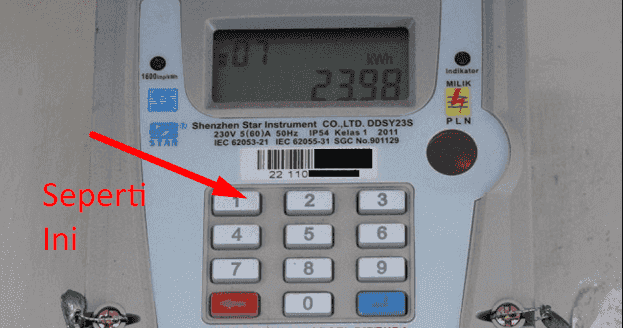 07
kWh
23.98
1600imp/kWh
Indikator
MILIK
PLN
STAR
®
Shenzhen Star Instrument CO.,LTD. DDSY23S
230V 5(60)A 50Hz IP54 Kelas 1 2011
IEC 62053-21 IEC 62055-31 SGC No.901129
22 110
Seperti
Ini
1 2 3
4 5 6
7 8 9
0